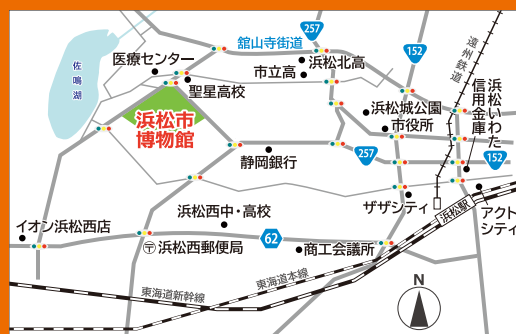 257
舘山寺街道
152
遠州鉄道
佐鳴湖
医療センター
浜松北高
市立高
聖星高校
浜松いわた
信用金庫
浜松城公園
市役所
浜松市
博物館
静岡銀行
257
152
ザザシティ
浜松駅
アクト
シティ
浜松西中・高校
イオン浜松西店
〒浜松西郵便局
62
商工会議所
東海道本線
東海道新幹線
N